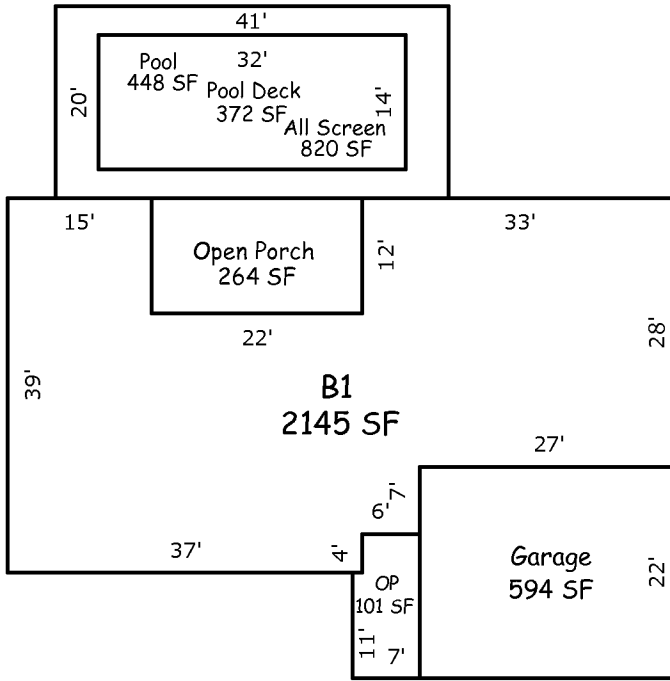 41'
32'
Pool
448 SF
20'
Pool Deck
372 SF
14'
All Screen
820 SF
15'
33'
Open Porch
264 SF
12'
22'
28'
39'
B1
2145 SF
27'
7'
6'
37'
4'
Garage
594 SF
22'
OP
101 SF
11'
7'